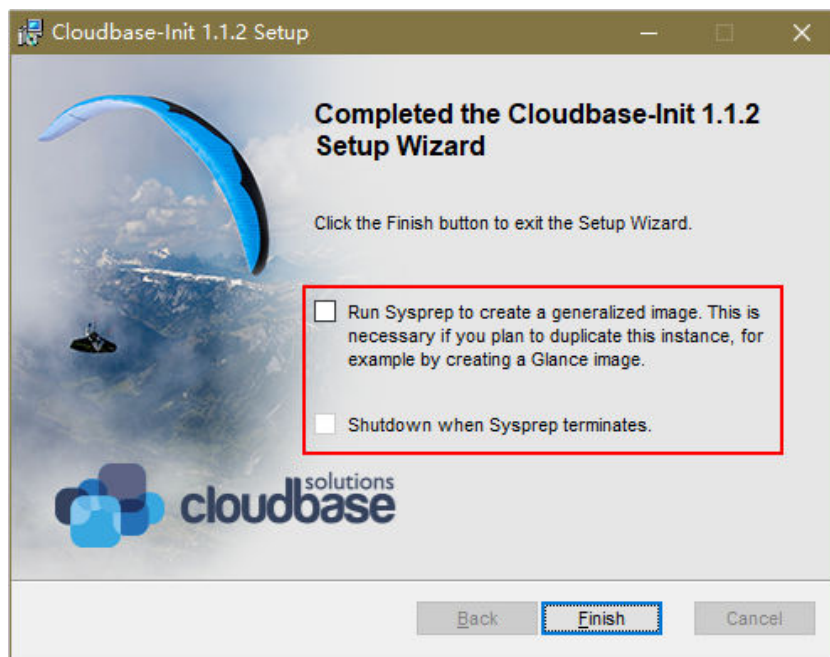 Cloudbase-Init 1.1.2 Setup
Completed the Cloudbase-Init 1.1.2
Setup Wizard
Click the Finish button to exit the Setup Wizard.
Run Sysprep to create a generalized image. This is
necessary if you plan to duplicate this instance, for
example by creating a Glance image.
Shutdown when Sysprep terminates.
solutions
cloudbase
Back Finish Cancel